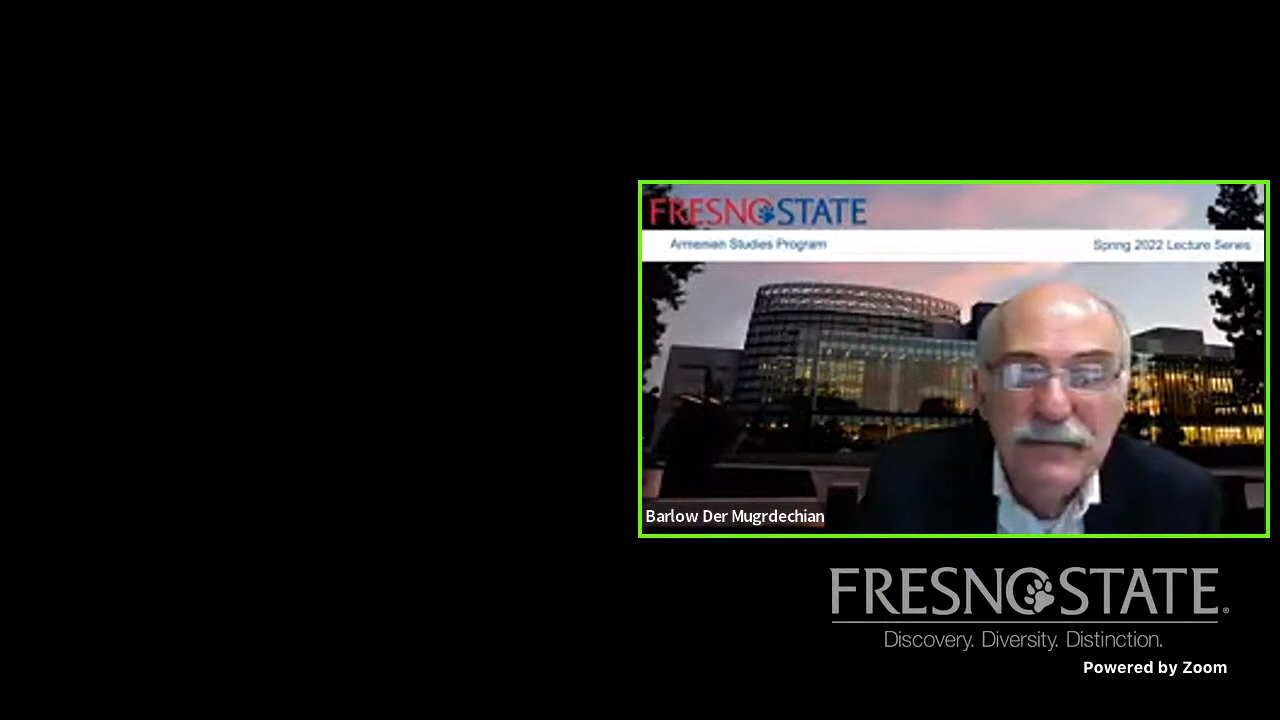 FRESNO STATE
Armenian Studies Program
Spring 2022 Lecture Series
Barlow Der Mugrdechian
FRESNO STATE®
Discovery. Diversity. Distinction.
Powered by Zoom